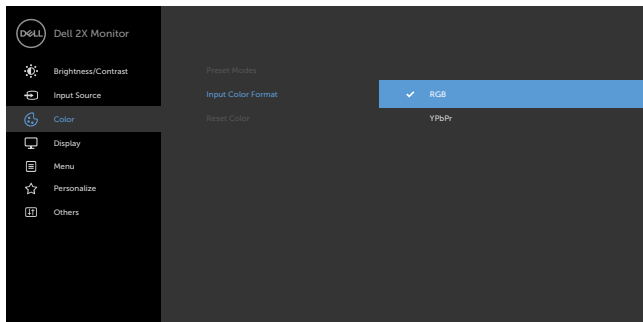 DELL Dell 2X Monitor
Brightness/Contrast
Input Source
Color
Display
Menu
Personalize
Others
Preset Modes
Input Color Format
Reset Color
RGB
YPbPr